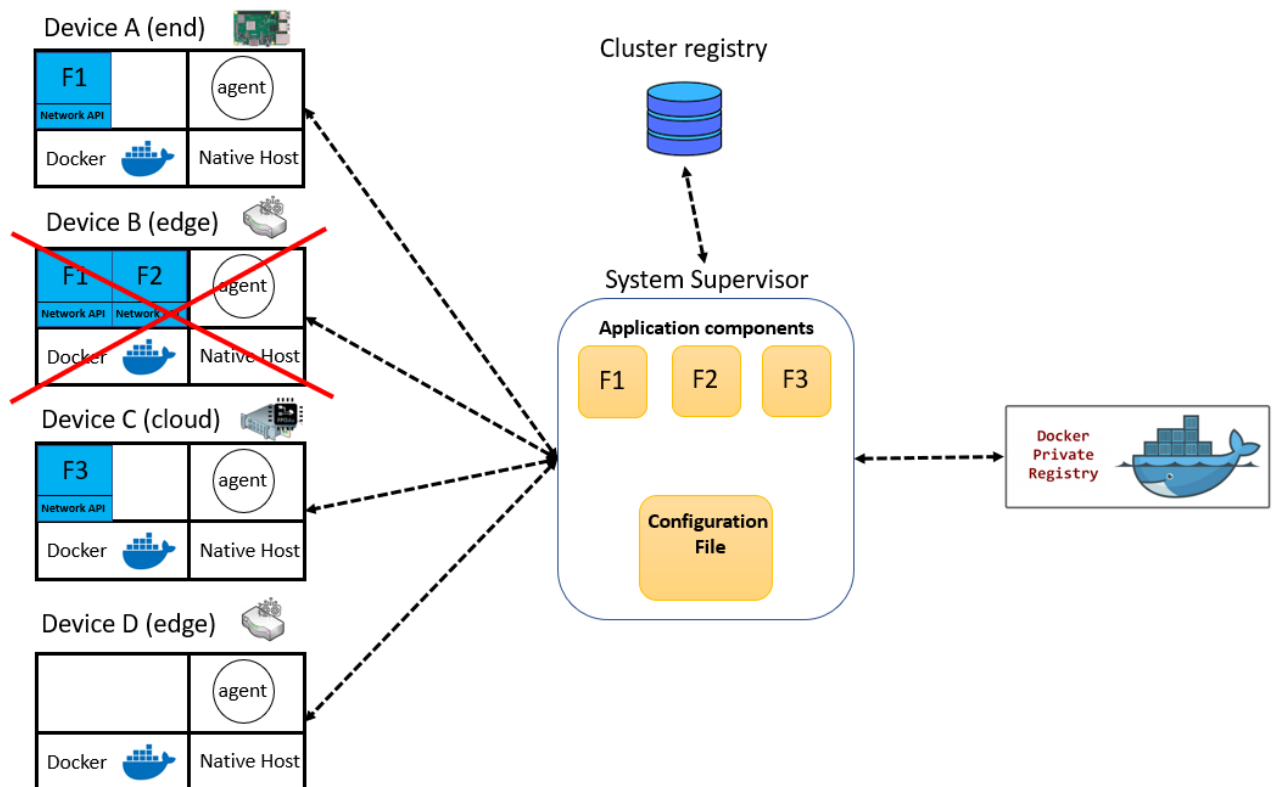 Device A (end)
F1
Network API
agent
Docker
Native Host
Device B (edge)
F1
F2
Network API
Network API
agent
Docker
Native Host
Device C (cloud)
F3
Network API
agent
Docker
Native Host
Device D (edge)
agent
Docker
Native Host
Cluster registry
System Supervisor
Application components
F1
F2
F3
Configuration
File
Docker
Private
Registry